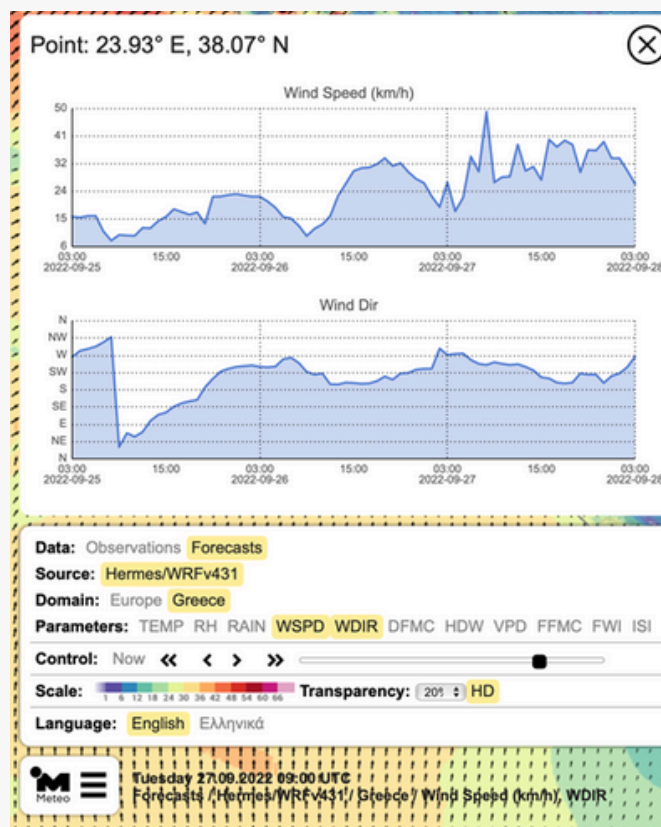 Point: 23.93° E, 38.07° N
Wind Speed (km/h)
50
41
32
24
15
6
03:00 15:00 03:00 15:00 03:00 15:00 03:00
2022-09-25 2022-09-26 2022-09-27 2022-09-28
Wind Dir
N
NW
W
SW
S
SE
E
NE
N
03:00 15:00 03:00 15:00 03:00 15:00 03:00
2022-09-25 2022-09-26 2022-09-27 2022-09-28
Data: Observations Forecasts
Source: Hermes/WRFv431
Domain: Europe Greece
Parameters: TEMP RH RAIN WSPD WDIR DFMC HDW VPD FFMC FWI ISI
Control: Now
Scale: 1 6 12 18 24 30 36 42 48 54 60 66 Transparency: HD
Language: English Ελληνικά
Meteo
Tuesday 27.09.2022 09:00 UTC
Forecasts / Hermes/WRFv431 / Greece / Wind Speed (km/h), WDIR